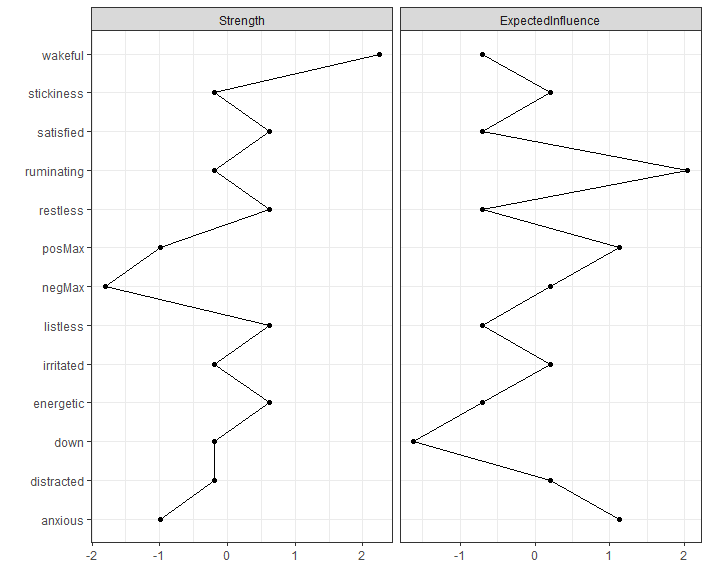 Strength
ExpectedInfluence
wakeful
stickiness
satisfied
ruminating
restless
posMax
negMax
listless
irritated
energetic
down
distracted
anxious
-2 -1 0 1 2
-1 0 1 2